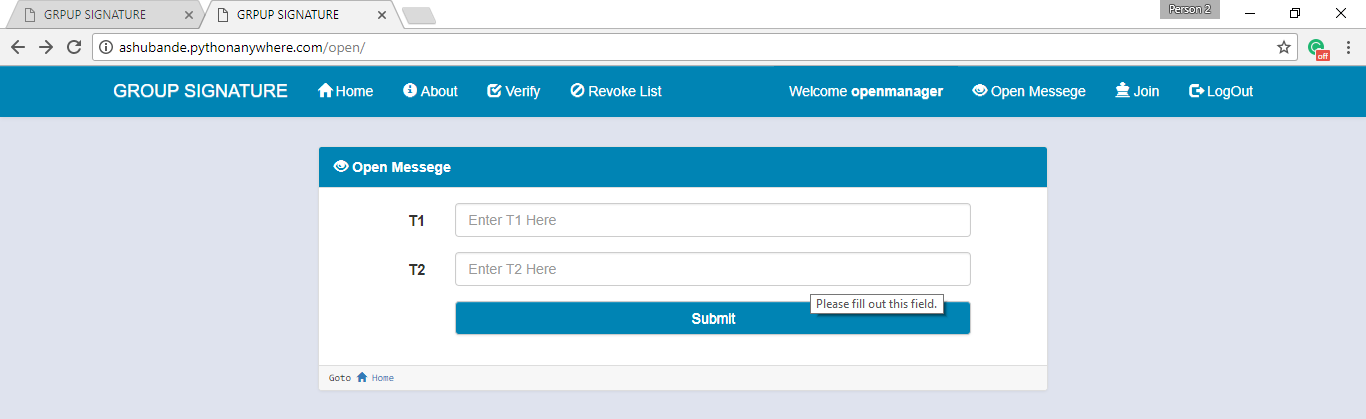 GRPUP SIGNATURE
GRPUP SIGNATURE
Person 2
ashubande.pythonanywhere.com/open/
off
GROUP SIGNATURE Home About Verify Revoke List Welcome openmanager Open Messege Join LogOut
Open Messege
T1 Enter T1 Here
T2 Enter T2 Here
Please fill out this field.
Submit
Goto Home